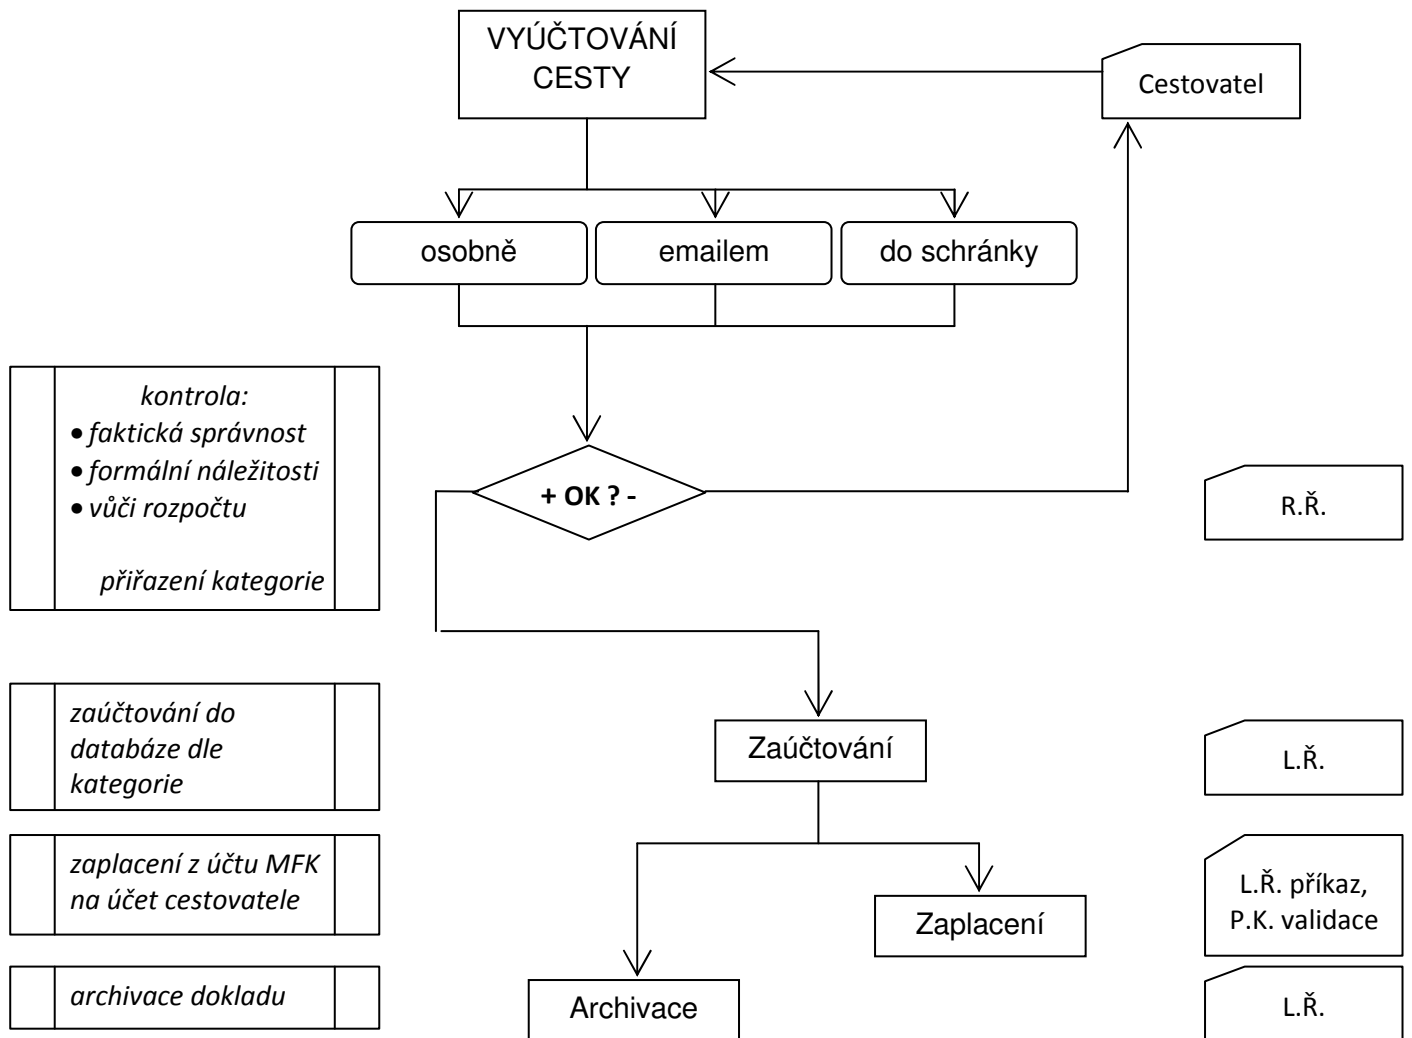 VYÚČTOVÁNÍ
CESTY
Cestovatel
osobně
emailem
do schránky
kontrola:
• faktická správnost
• formální náležitosti
• vůči rozpočtu
přiřazení kategorie
+ OK ? -
R.Ř.
zaúčtování do
databáze dle
kategorie
Zaúčtování
L.Ř.
zaplacení z účtu MFK
na účet cestovatele
Zaplacení
L.Ř. příkaz,
P.K. validace
archivace dokladu
Archivace
L.Ř.